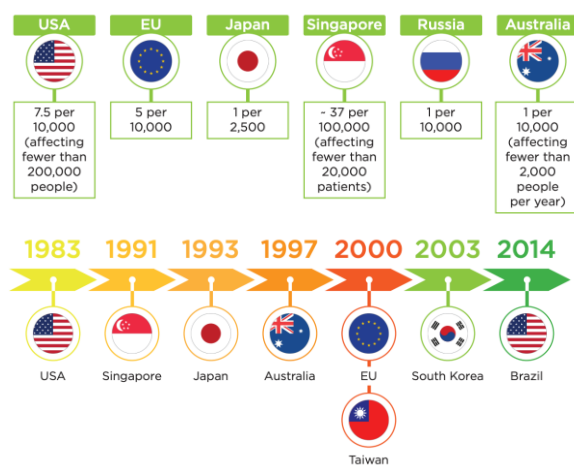 USA
EU
Japan
Singapore
Russia
Australia
7.5 per
10,000
(affecting
fewer than
200,000
people)
5 per
10,000
1 per
2,500
~ 37 per
100,000
(affecting
fewer than
20,000
patients)
1 per
10,000
1 per
10,000
(affecting
fewer than
2,000
people
per year)
1983
1991
1993
1997
2000
2003
2014
USA
Singapore
Japan
Australia
EU
South Korea
Brazil
Taiwan